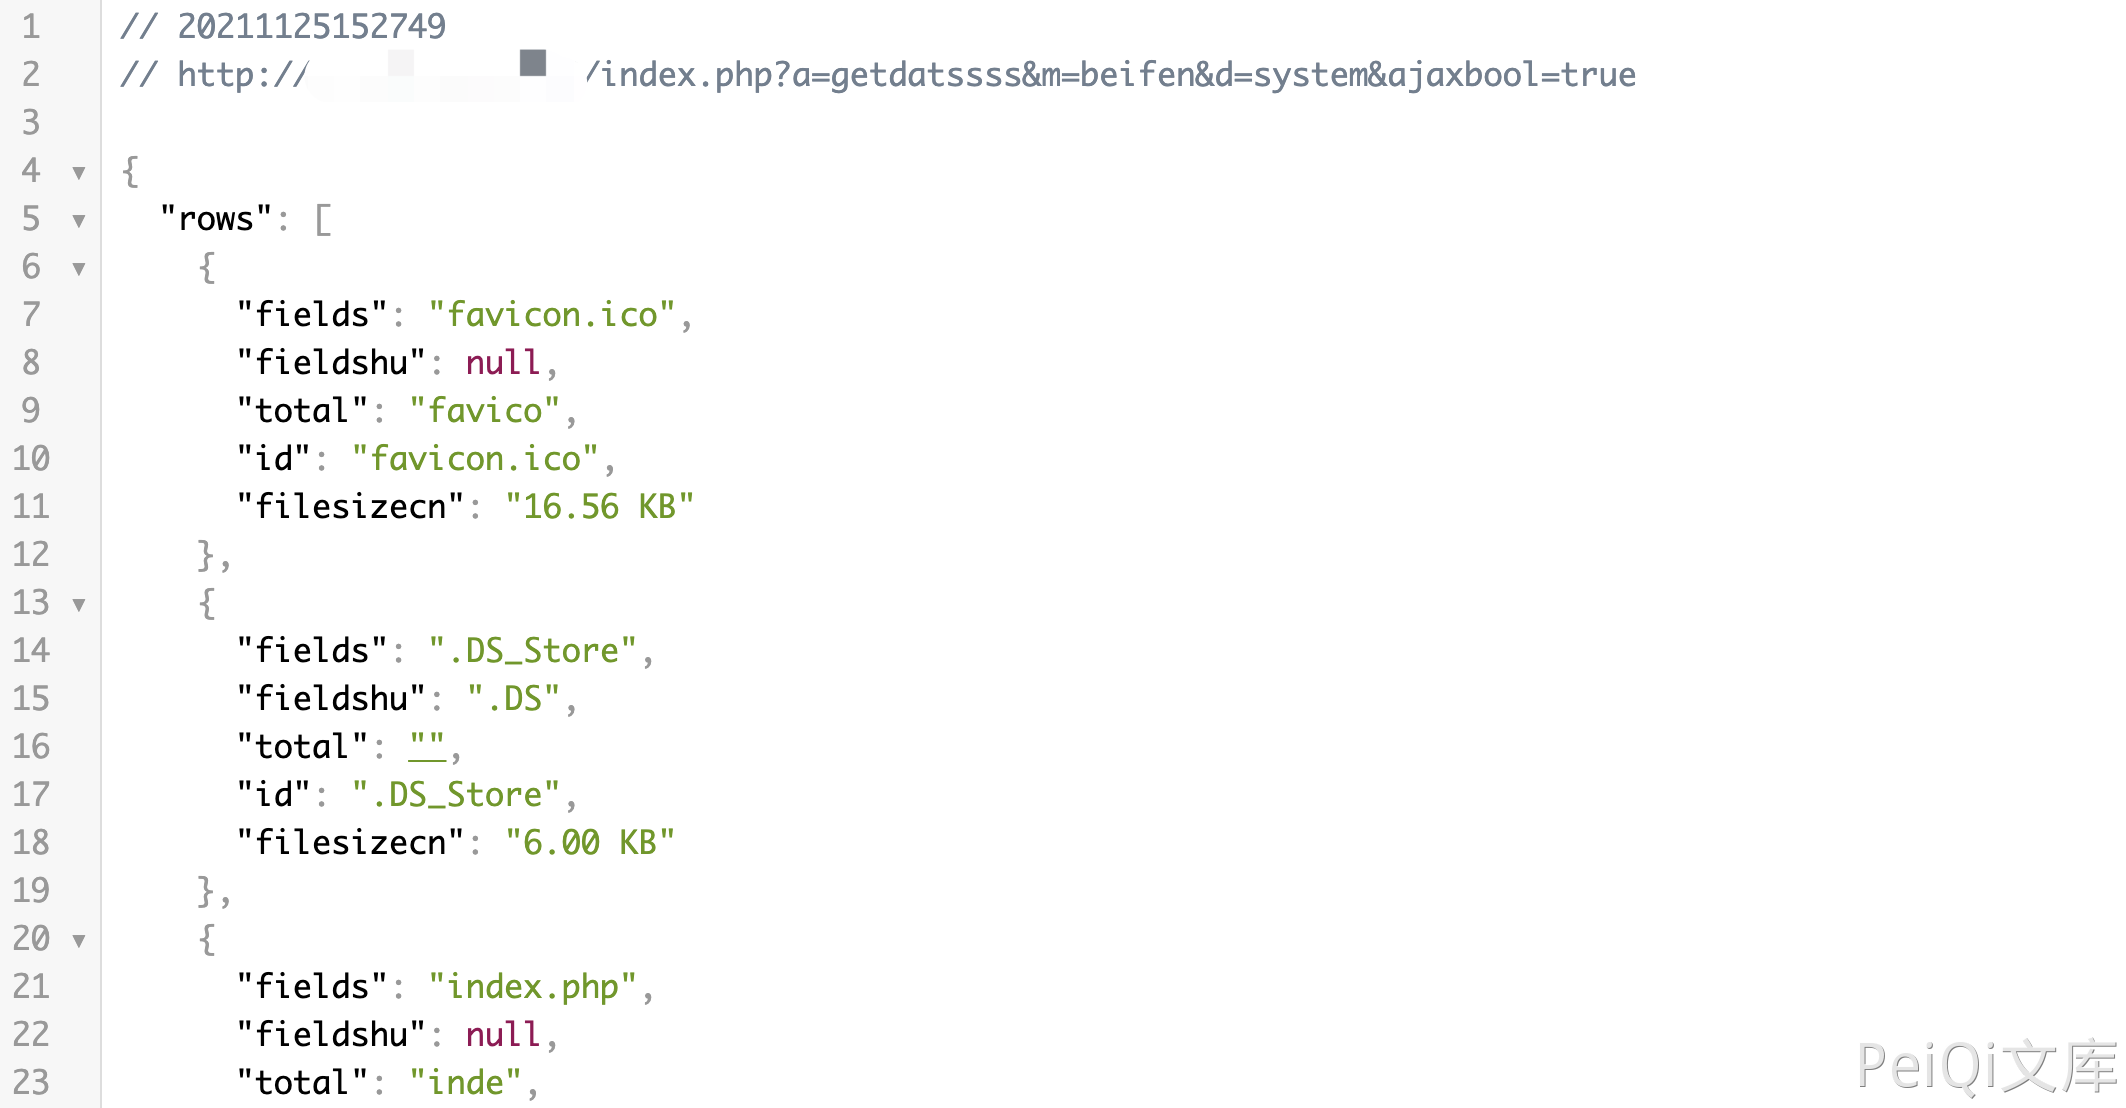 1 // 20211125152749
2 // http:// /index.php?a=getdatssss&m=beifen&d=system&ajaxbool=true
3
4 ▼ {
5 ▼ "rows": [
6 ▼ {
7 "fields": "favicon.ico",
8 "fieldshu": null,
9 "total": "favico",
10 "id": "favicon.ico",
11 "filesizecn": "16.56 KB"
12 },
13 ▼ {
14 "fields": ".DS_Store",
15 "fieldshu": ".DS",
16 "total": "",
17 "id": ".DS_Store",
18 "filesizecn": "6.00 KB"
19 },
20 ▼ {
21 "fields": "index.php",
22 "fieldshu": null,
23 "total": "inde",
PeiQi文库